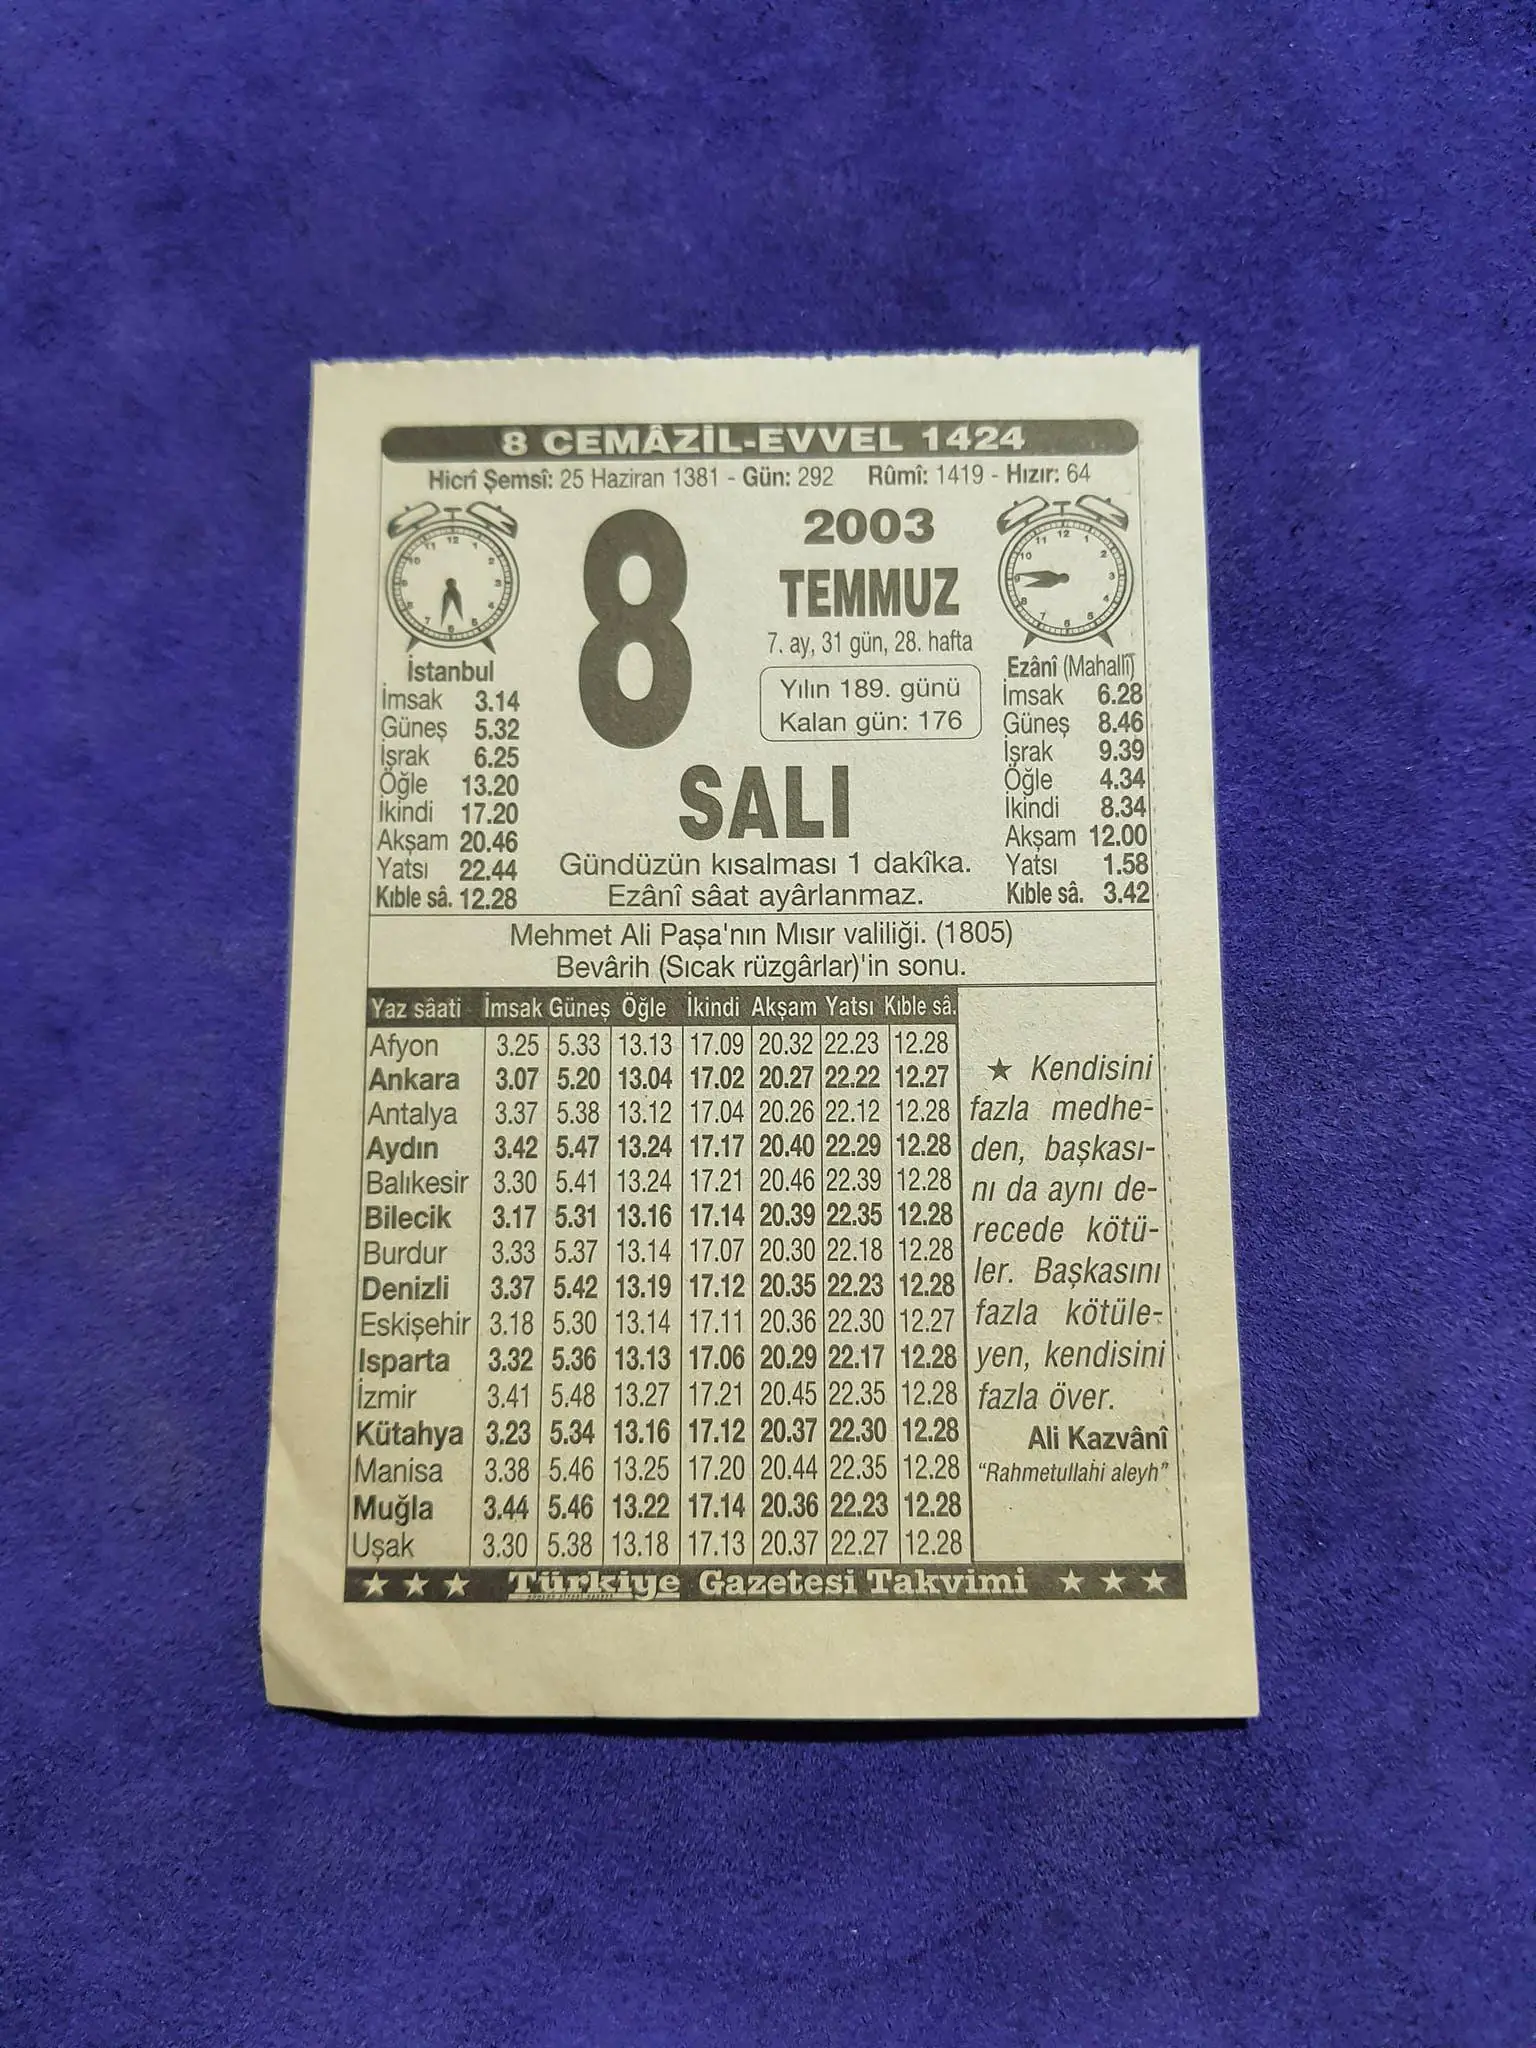 8 CEMÂZİL-EVVEL 1424
Hicrî Şemsî: 25 Haziran 1381 - Gün: 292 Rûmî: 1419 - Hızır: 64
8
2003
TEMMUZ
7. ay, 31 gün, 28. hafta
Yılın 189. günü
Kalan gün: 176
SALI
Gündüzün kısalması 1 dakîka.
Ezânî sâat ayârlanmaz.
İstanbul
İmsak 3.14
Güneş 5.32
İşrak 6.25
Öğle 13.20
İkindi 17.20
Akşam 20.46
Yatsı 22.44
Kıble sâ. 12.28
Ezânî (Mahallî)
İmsak 6.28
Güneş 8.46
İşrak 9.39
Öğle 4.34
İkindi 8.34
Akşam 12.00
Yatsı 1.58
Kıble sâ. 3.42
Mehmet Ali Paşa'nın Mısır valiliği. (1805)
Bevârih (Sıcak rüzgârlar)'in sonu.
Yaz sâati İmsak Güneş Öğle İkindi Akşam Yatsı Kıble sâ.
Afyon 3.25 5.33 13.13 17.09 20.32 22.23 12.28
Ankara 3.07 5.20 13.04 17.02 20.27 22.22 12.27
Antalya 3.37 5.38 13.12 17.04 20.26 22.12 12.28
Aydın 3.42 5.47 13.24 17.17 20.40 22.29 12.28
Balıkesir 3.30 5.41 13.24 17.21 20.46 22.39 12.28
Bilecik 3.17 5.31 13.16 17.14 20.39 22.35 12.28
Burdur 3.33 5.37 13.14 17.07 20.30 22.18 12.28
Denizli 3.37 5.42 13.19 17.12 20.35 22.23 12.28
Eskişehir 3.18 5.30 13.14 17.11 20.36 22.30 12.27
Isparta 3.32 5.36 13.13 17.06 20.29 22.17 12.28
İzmir 3.41 5.48 13.27 17.21 20.45 22.35 12.28
Kütahya 3.23 5.34 13.16 17.12 20.37 22.30 12.28
Manisa 3.38 5.46 13.25 17.20 20.44 22.35 12.28
Muğla 3.44 5.46 13.22 17.14 20.36 22.23 12.28
Uşak 3.30 5.38 13.18 17.13 20.37 22.27 12.28
★ Kendisini
fazla medhe-
den, başkası-
nı da aynı de-
recede kötü-
ler. Başkasını
fazla kötüle-
yen, kendisini
fazla över.
Ali Kazvânî
"Rahmetullahi aleyh"
★ ★ ★ Türkiye Gazetesi Takvimi ★ ★ ★